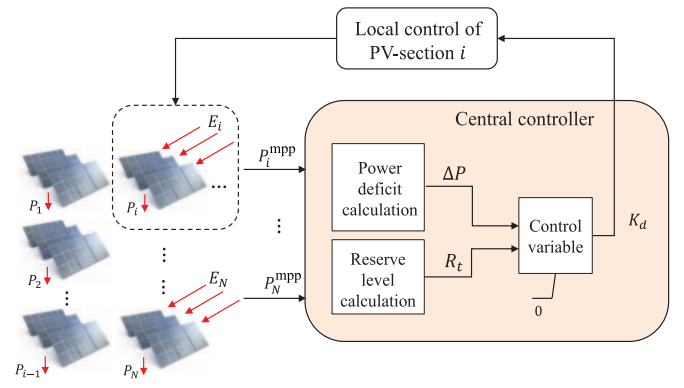 Local control of
PV-section i
Central controller
E_i
P_i^mpp
...
P_1
P_i
Power
deficit
calculation
ΔP
Control
variable
K_d
P_2
⋮
⋮
⋮
Reserve
level
calculation
R_t
0
E_N
P_N^mpp
⋮
P_{i−1}
P_N